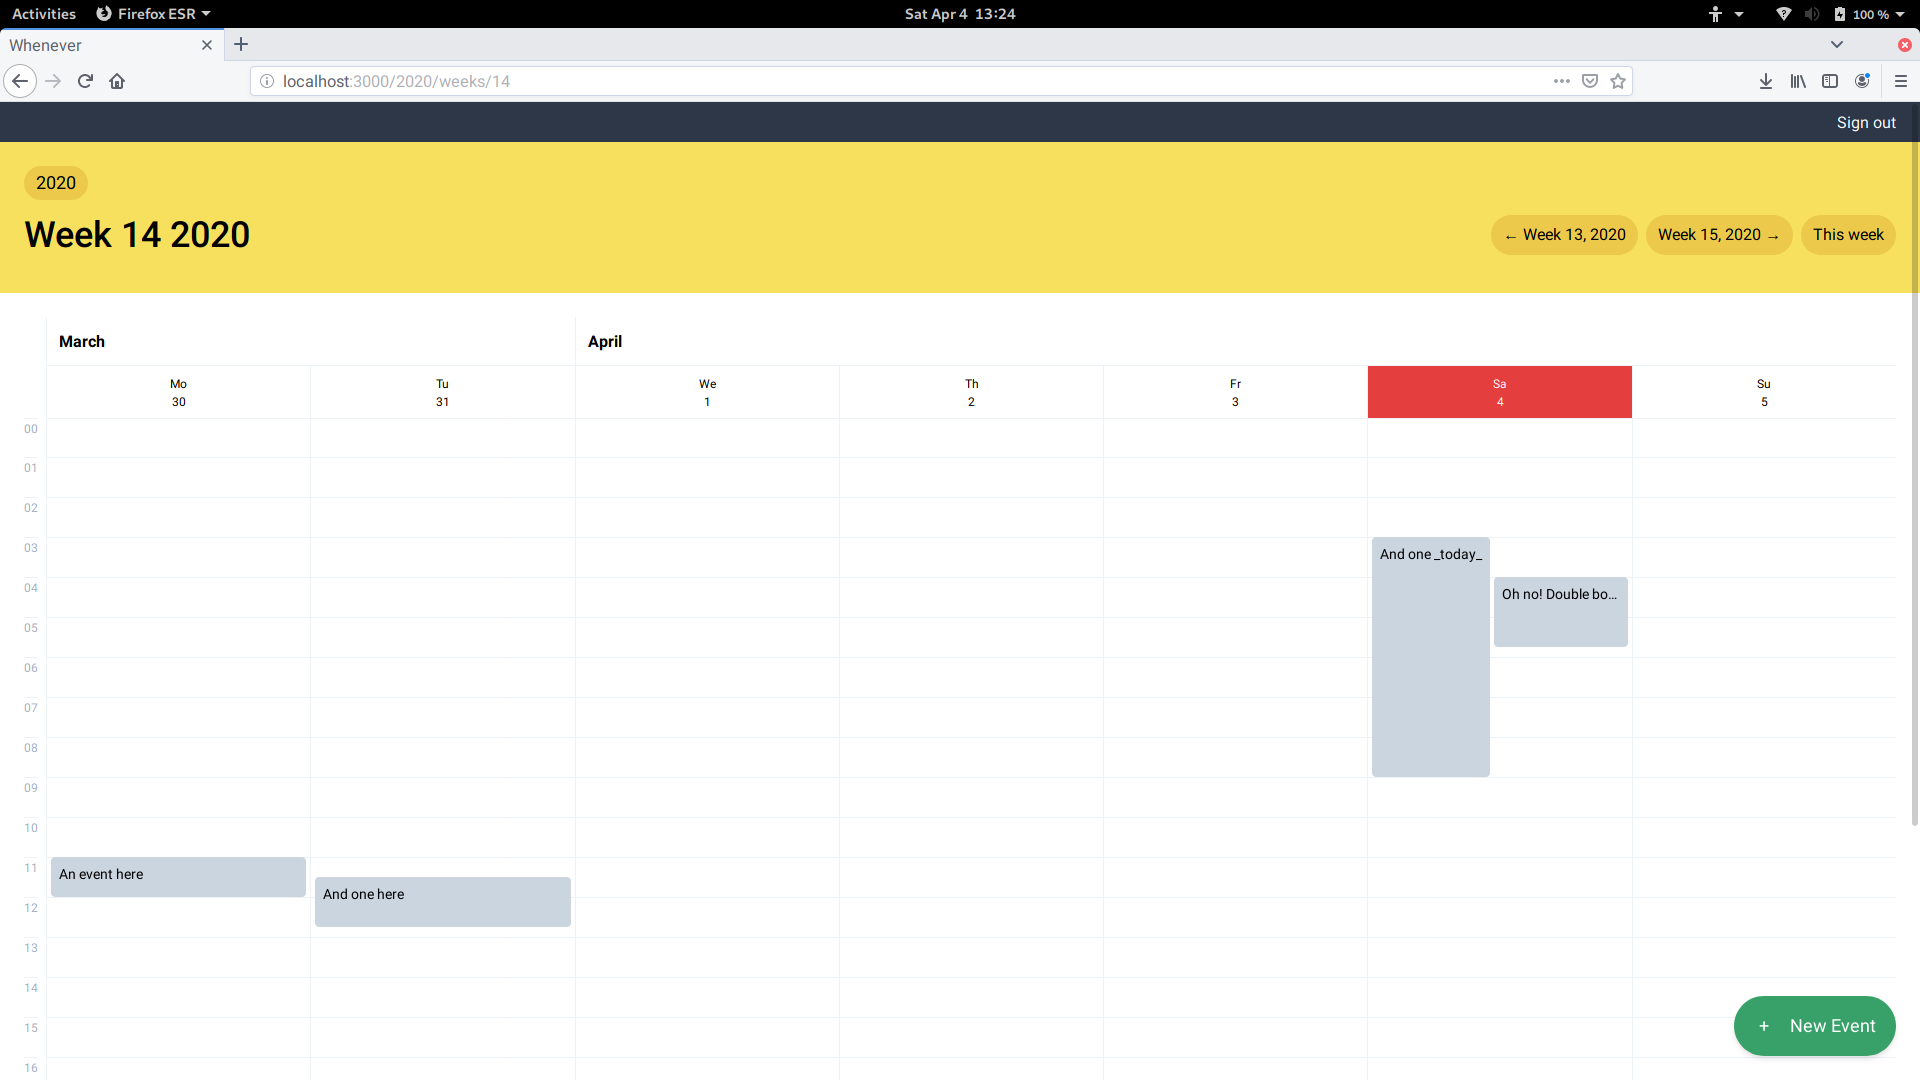 Activities Firefox ESR Sat Apr 4 13:24 100 %
Whenever
localhost:3000/2020/weeks/14
Sign out
2020
Week 14 2020
← Week 13, 2020 Week 15, 2020 → This week
March April
Mo Tu We Th Fr Sa Su
30 31 1 2 3 4 5
00
01
02
03
And one _today_
04
Oh no! Double bo...
05
06
07
08
09
10
11
An event here
And one here
12
13
14
15
+ New Event
16